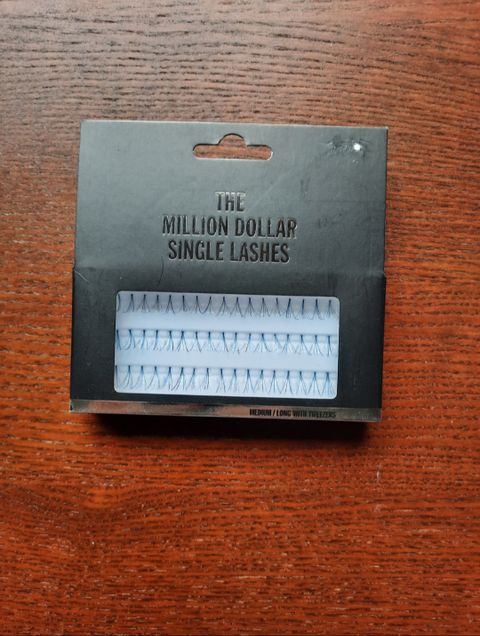 THE
MILLION DOLLAR
SINGLE LASHES
MEDIUM / LONG WITH TWEEZERS